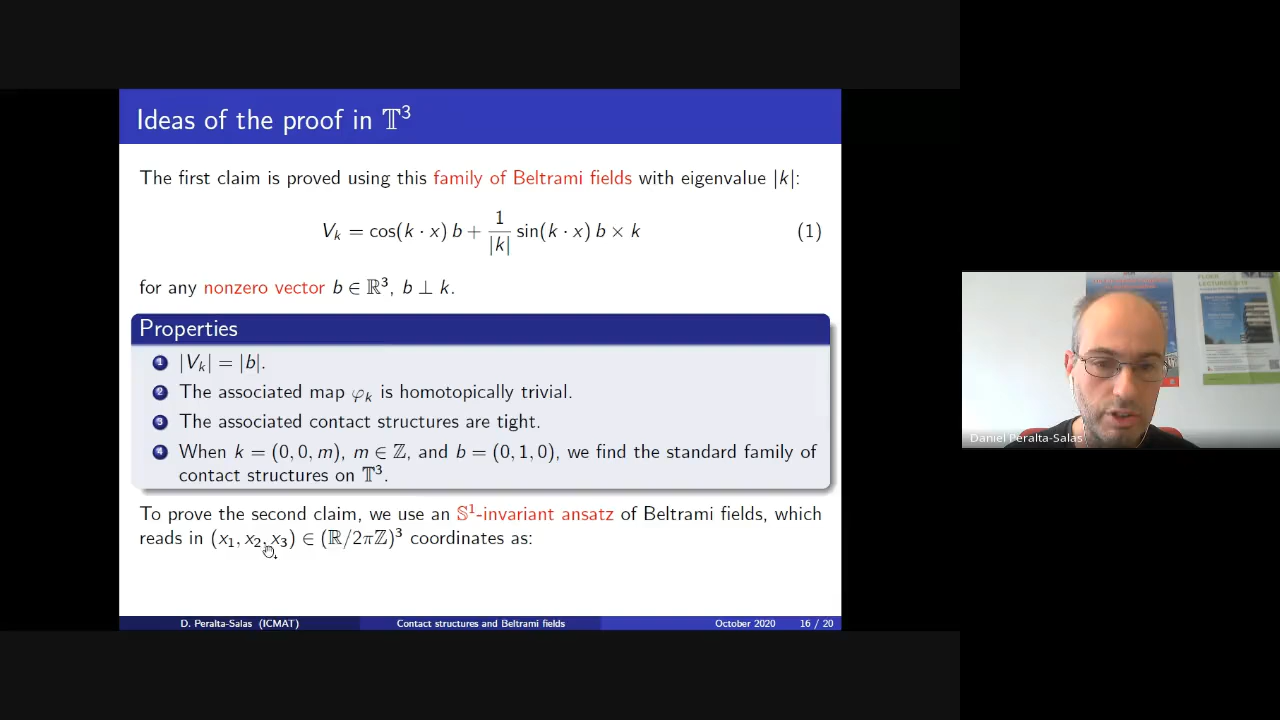 Ideas of the proof in 𝕋³
The first claim is proved using this family of Beltrami fields with eigenvalue |k|:
V_k = cos(k · x) b + 1/|k| sin(k · x) b × k (1)
for any nonzero vector b ∈ ℝ³, b ⊥ k.
Properties
1 |V_k| = |b|.
2 The associated map φ_k is homotopically trivial.
3 The associated contact structures are tight.
4 When k = (0, 0, m), m ∈ ℤ, and b = (0, 1, 0), we find the standard family of
contact structures on 𝕋³.
To prove the second claim, we use an 𝕊¹-invariant ansatz of Beltrami fields, which
reads in (x₁, x₂, x₃) ∈ (ℝ/2πℤ)³ coordinates as:
D. Peralta-Salas (ICMAT) Contact structures and Beltrami fields October 2020 16 / 20
FLOER
LECTURES
Daniel Peralta-Salas